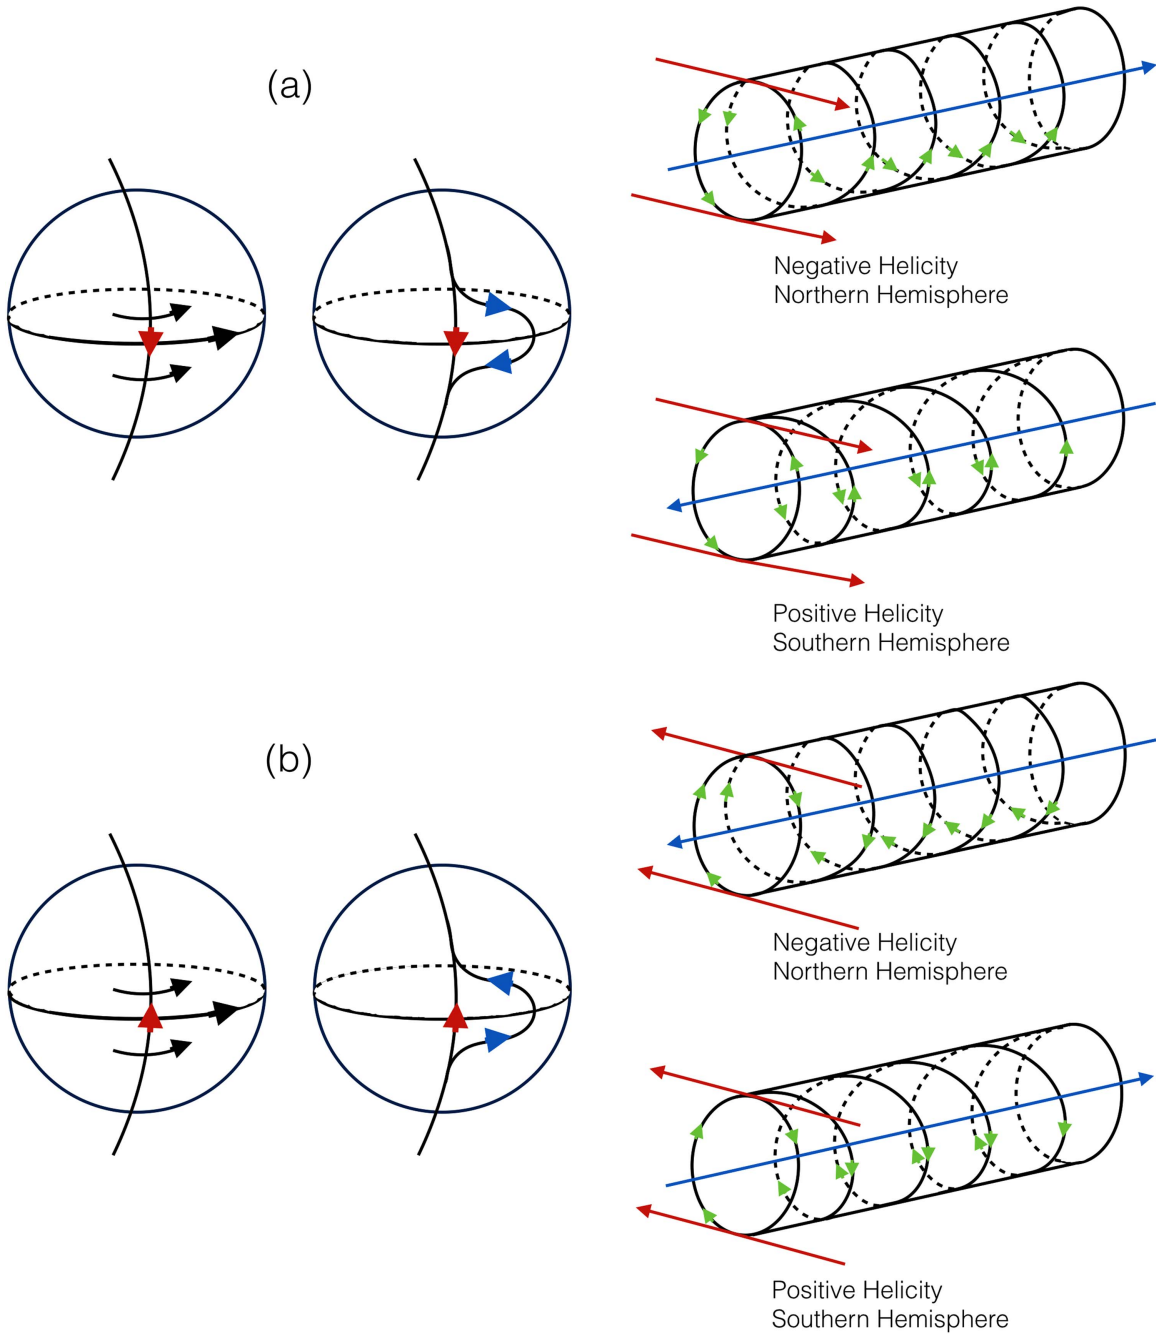 (a)
Negative Helicity
Northern Hemisphere
Positive Helicity
Southern Hemisphere
(b)
Negative Helicity
Northern Hemisphere
Positive Helicity
Southern Hemisphere